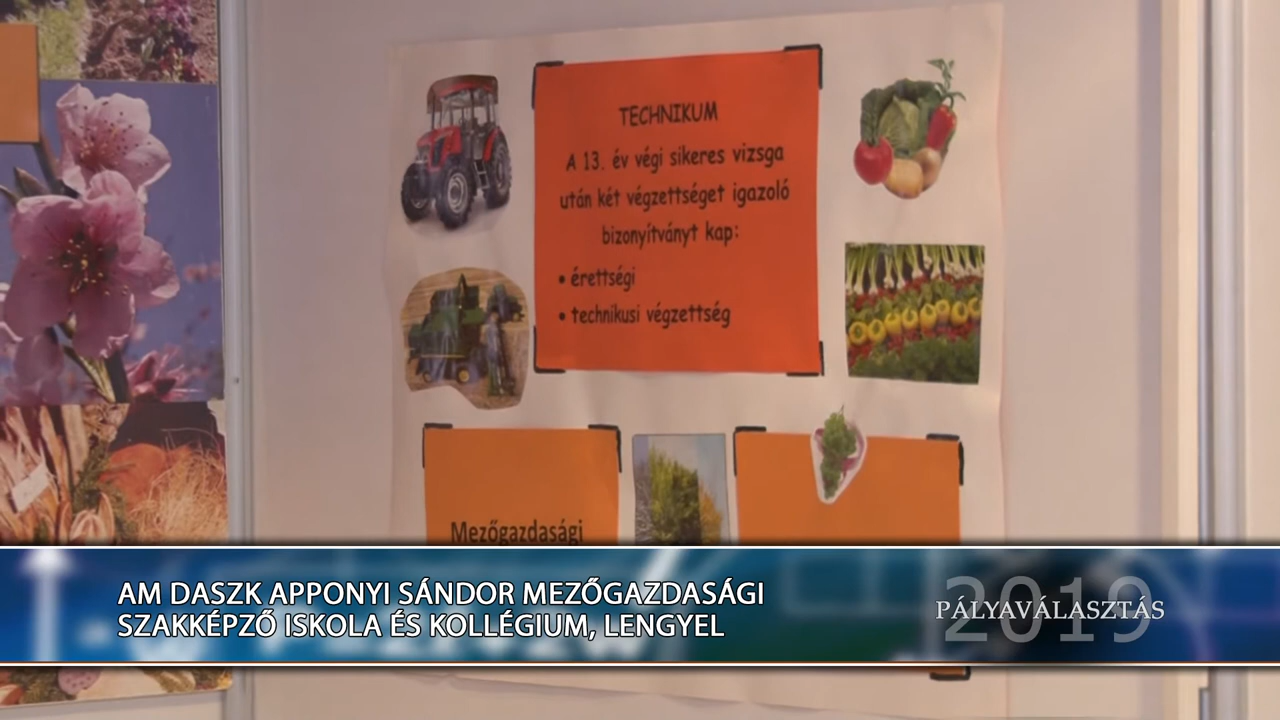 TECHNIKUM
A 13. év végi sikeres vizsga
után két végzettséget igazoló
bizonyítványt kap:
• érettségi
• technikusi végzettség
Mezőgazdasági
AM DASZK APPONYI SÁNDOR MEZŐGAZDASÁGI
SZAKKÉPZŐ ISKOLA ÉS KOLLÉGIUM, LENGYEL
2019
PÁLYAVÁLASZTÁS